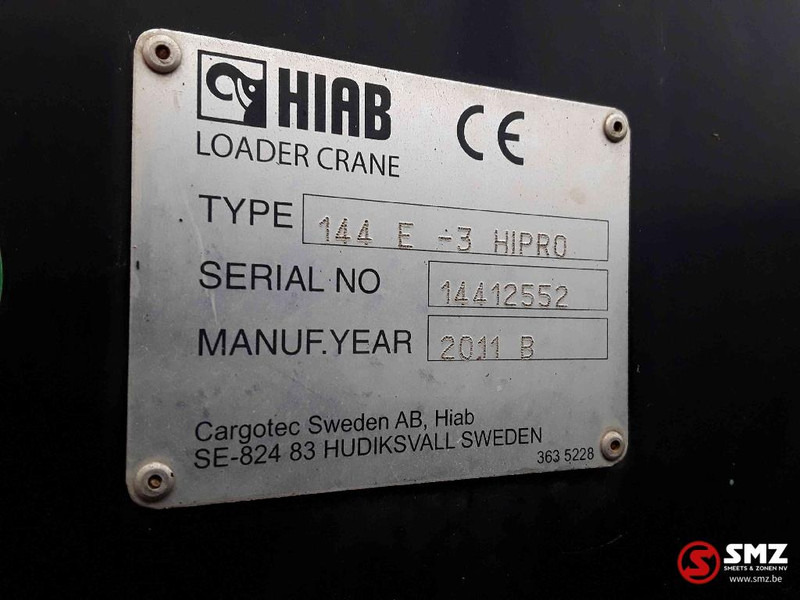 HIAB
CE
LOADER CRANE
TYPE 144 E -3 HIPRO
SERIAL NO 14412552
MANUF.YEAR 2011 B
Cargotec Sweden AB, Hiab
SE-824 83 HUDIKSVALL SWEDEN
363 5228
SMZ
SMEETS & ZONEN NV
www.smz.be